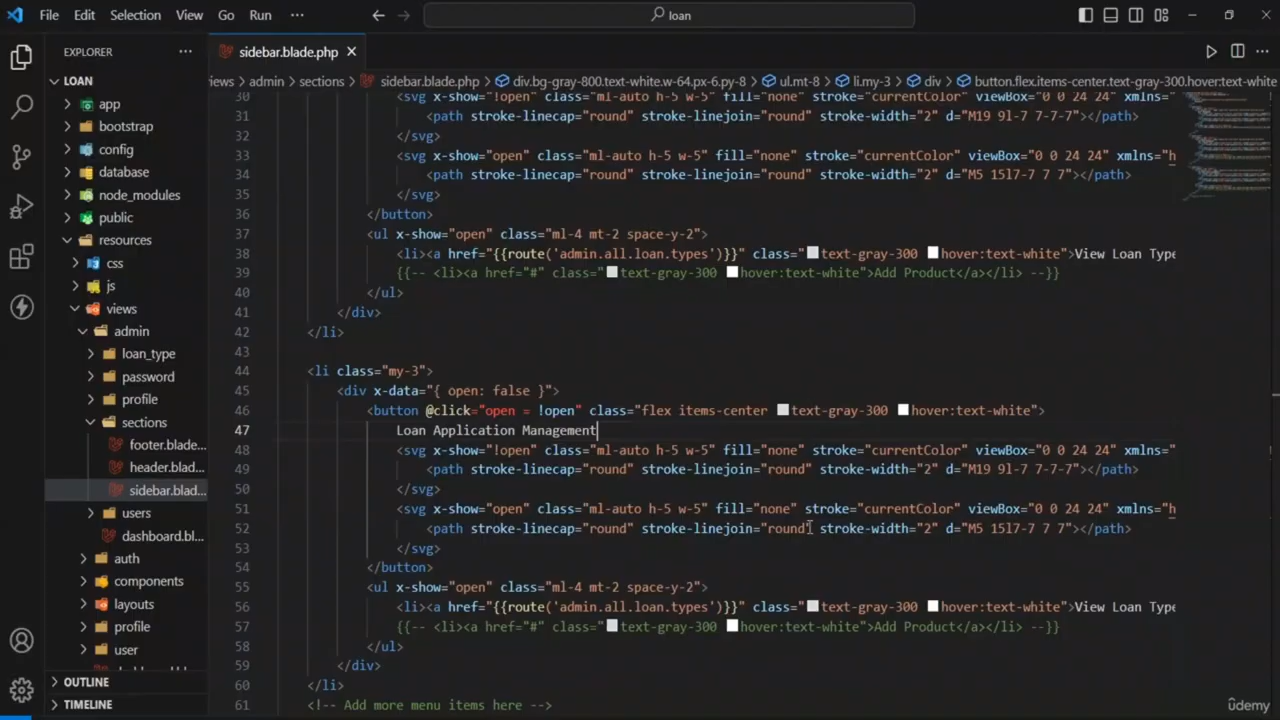 File Edit Selection View Go Run ··· loan
EXPLORER ···
sidebar.blade.php
LOAN
app
bootstrap
config
database
node_modules
public
resources
css
js
views
admin
loan_type
password
profile
sections
footer.blade...
header.blad...
sidebar.blad...
users
dashboard.bl...
auth
components
layouts
profile
user
OUTLINE
TIMELINE
iews > admin > sections > sidebar.blade.php > div.bg-gray-800.text-white.w-64.px-6.py-8 > ul.mt-8 > li.my-3 > div > button.flex.items-center.text-gray-300.hover:text-white
30 <svg x-show="!open" class="ml-auto h-5 w-5" fill="none" stroke="currentColor" viewBox="0 0 24 24" xmlns="
31 <path stroke-linecap="round" stroke-linejoin="round" stroke-width="2" d="M19 9l-7 7-7-7"></path>
32 </svg>
33 <svg x-show="open" class="ml-auto h-5 w-5" fill="none" stroke="currentColor" viewBox="0 0 24 24" xmlns="h
34 <path stroke-linecap="round" stroke-linejoin="round" stroke-width="2" d="M5 15l7-7 7 7"></path>
35 </svg>
36 </button>
37 <ul x-show="open" class="ml-4 mt-2 space-y-2">
38 <li><a href="{{route('admin.all.loan.types')}}" class="text-gray-300 hover:text-white">View Loan Type
39 {{-- <li><a href="#" class="text-gray-300 hover:text-white">Add Product</a></li> --}}
40 </ul>
41 </div>
42 </li>
43
44 <li class="my-3">
45 <div x-data="{ open: false }">
46 <button @click="open = !open" class="flex items-center text-gray-300 hover:text-white">
47 Loan Application Management
48 <svg x-show="!open" class="ml-auto h-5 w-5" fill="none" stroke="currentColor" viewBox="0 0 24 24" xmlns="
49 <path stroke-linecap="round" stroke-linejoin="round" stroke-width="2" d="M19 9l-7 7-7-7"></path>
50 </svg>
51 <svg x-show="open" class="ml-auto h-5 w-5" fill="none" stroke="currentColor" viewBox="0 0 24 24" xmlns="h
52 <path stroke-linecap="round" stroke-linejoin="round" stroke-width="2" d="M5 15l7-7 7 7"></path>
53 </svg>
54 </button>
55 <ul x-show="open" class="ml-4 mt-2 space-y-2">
56 <li><a href="{{route('admin.all.loan.types')}}" class="text-gray-300 hover:text-white">View Loan Type
57 {{-- <li><a href="#" class="text-gray-300 hover:text-white">Add Product</a></li> --}}
58 </ul>
59 </div>
60 </li>
61 <!-- Add more menu items here -->
ûdemy